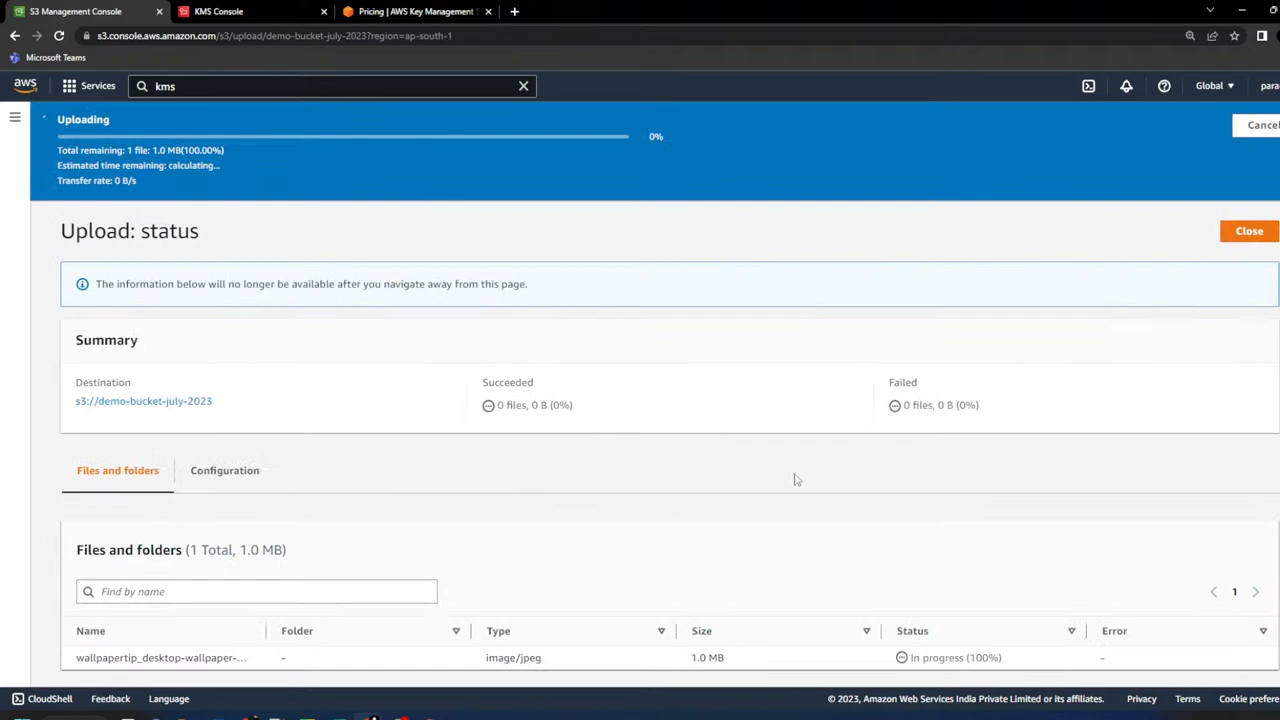 S3 Management Console
KMS Console
Pricing | AWS Key Management S
s3.console.aws.amazon.com/s3/upload/demo-bucket-july-2023?region=ap-south-1
Microsoft Teams
aws
Services
kms
Global
para
Uploading
0%
Cancel
Total remaining: 1 file: 1.0 MB(100.00%)
Estimated time remaining: calculating...
Transfer rate: 0 B/s
Upload: status
Close
The information below will no longer be available after you navigate away from this page.
Summary
Destination
Succeeded
Failed
s3://demo-bucket-july-2023
0 files, 0 B (0%)
0 files, 0 B (0%)
Files and folders
Configuration
Files and folders (1 Total, 1.0 MB)
Find by name
1
Name
Folder
Type
Size
Status
Error
wallpapertip_desktop-wallpaper-...
-
image/jpeg
1.0 MB
In progress (100%)
-
CloudShell
Feedback
Language
© 2023, Amazon Web Services India Private Limited or its affiliates.
Privacy
Terms
Cookie prefere